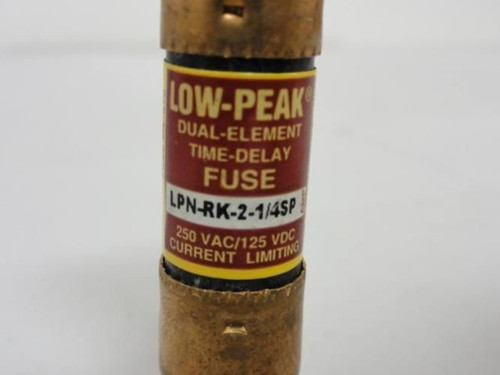 LOW-PEAK®
DUAL-ELEMENT
TIME-DELAY
FUSE
LPN-RK-2-1/4SP
250 VAC/125 VDC
CURRENT LIMITING